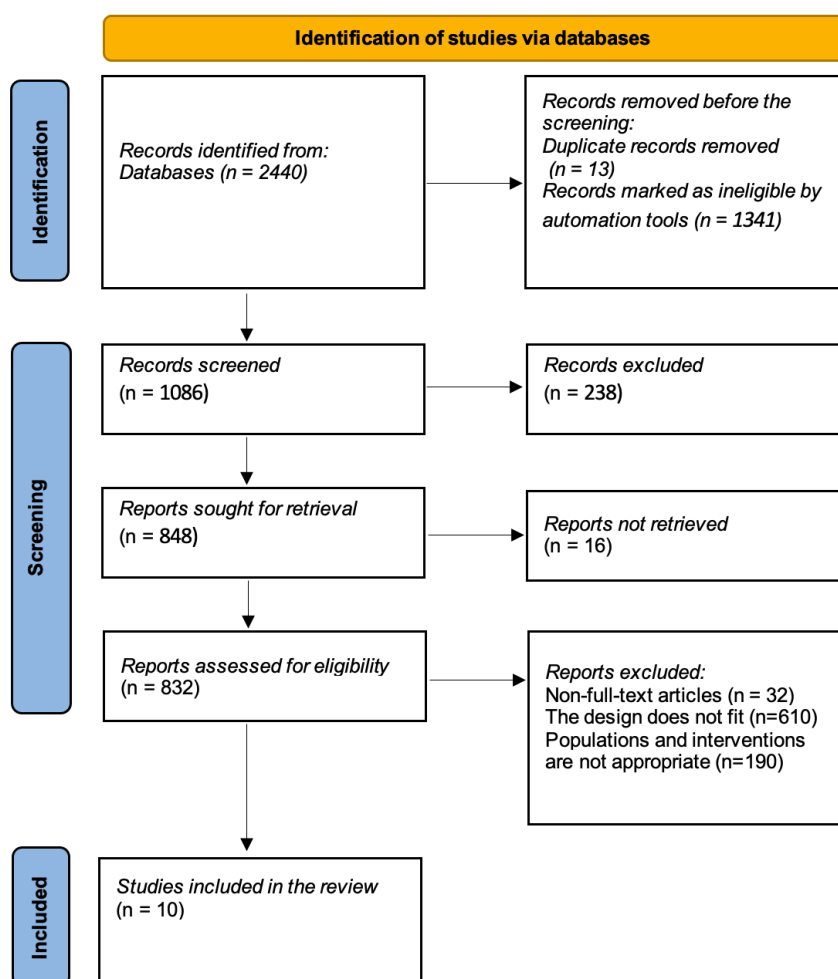 Identification of studies via databases
Identification
Records identified from:
Databases (n = 2440)
Records removed before the
screening:
Duplicate records removed
(n = 13)
Records marked as ineligible by
automation tools (n = 1341)
Screening
Records screened
(n = 1086)
Records excluded
(n = 238)
Reports sought for retrieval
(n = 848)
Reports not retrieved
(n = 16)
Reports assessed for eligibility
(n = 832)
Reports excluded:
Non-full-text articles (n = 32)
The design does not fit (n=610)
Populations and interventions
are not appropriate (n=190)
Included
Studies included in the review
(n = 10)